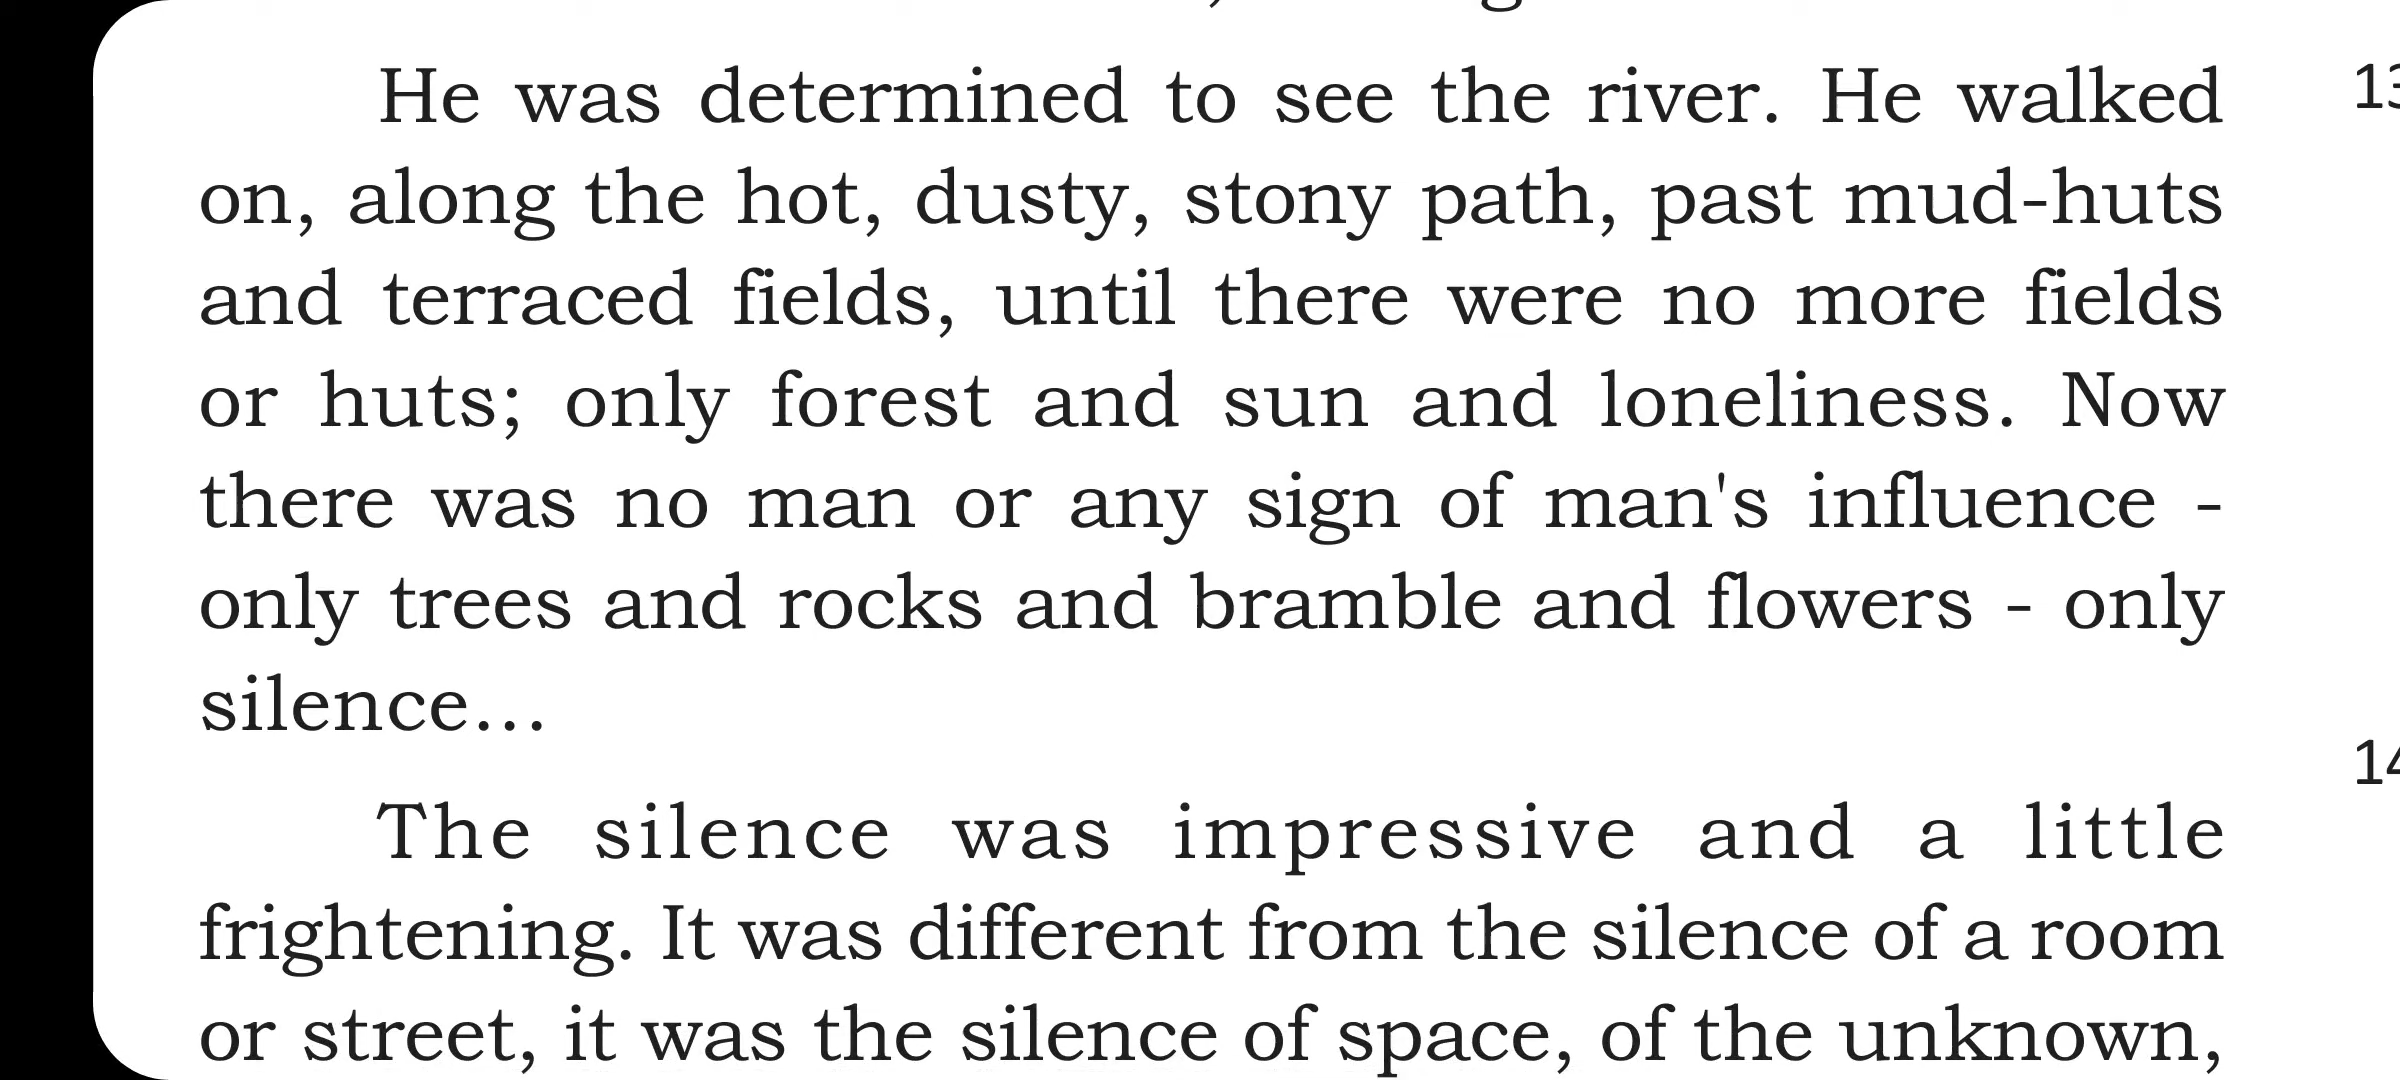 He was determined to see the river. He walked
on, along the hot, dusty, stony path, past mud-huts
and terraced fields, until there were no more fields
or huts; only forest and sun and loneliness. Now
there was no man or any sign of man's influence -
only trees and rocks and bramble and flowers - only
silence...
The silence was impressive and a little
frightening. It was different from the silence of a room
or street, it was the silence of space, of the unknown,